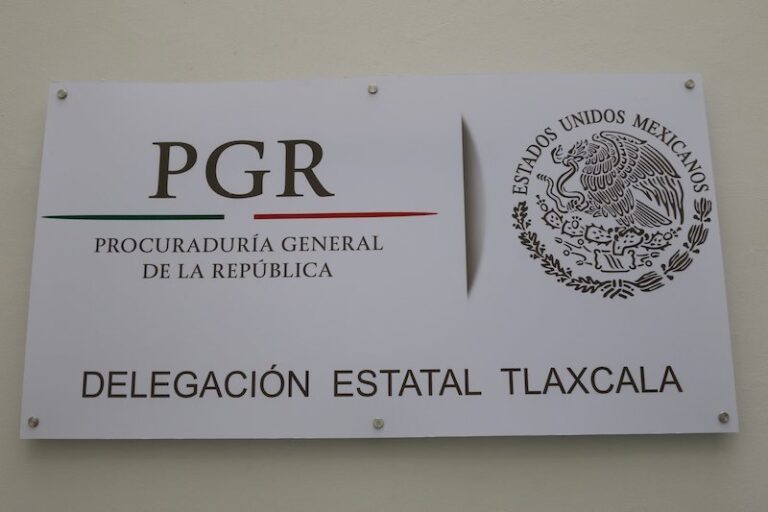 PGR
PROCURADURÍA GENERAL
DE LA REPÚBLICA
ESTADOS UNIDOS MEXICANOS
DELEGACIÓN ESTATAL TLAXCALA